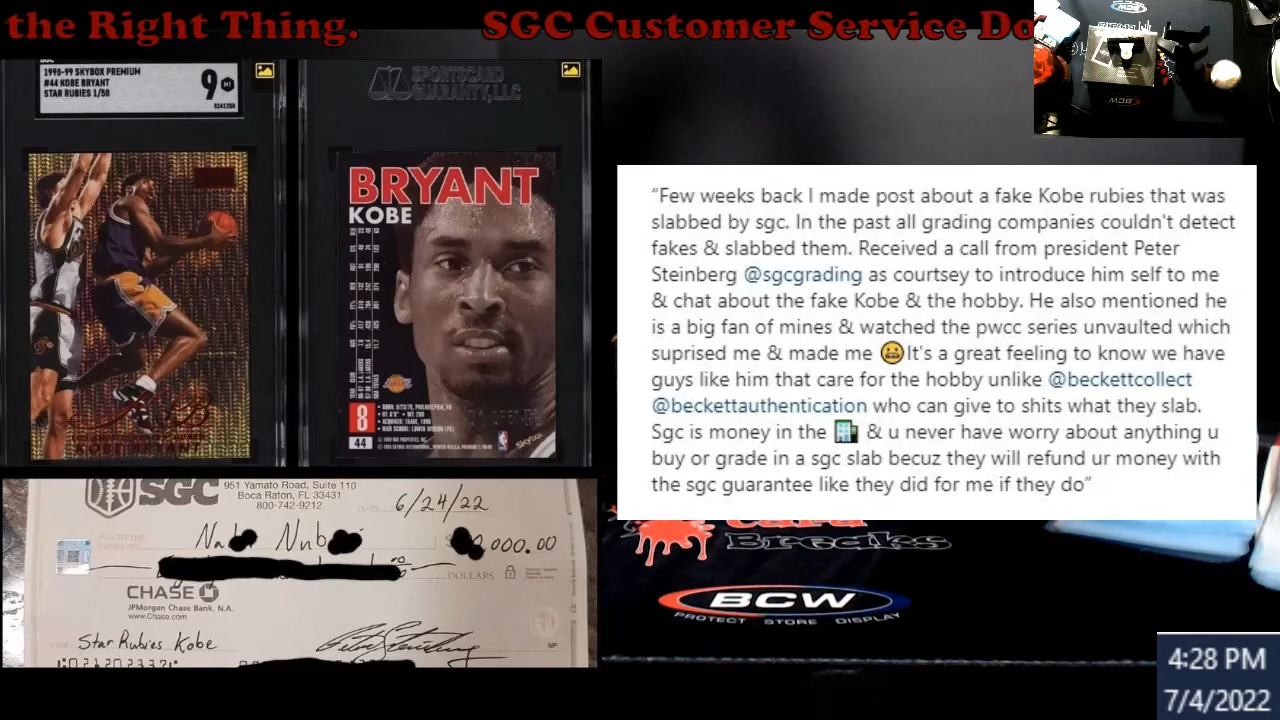 the Right Thing. SGC Customer Service Do
1998-99 SKYBOX PREMIUM
#44 KOBE BRYANT
STAR RUBIES 1/50
9
SPORTSCARD
GUARANTY, LLC
BRYANT
KOBE
8
44
SGC
951 Yamato Road, Suite 110
Boca Raton, FL 33431
800-742-9212
DATE 6/24/22
,000.00
DOLLARS
CHASE
JPMorgan Chase Bank, N.A.
www.Chase.com
Star Rubies Kobe
MP
“Few weeks back I made post about a fake Kobe rubies that was
slabbed by sgc. In the past all grading companies couldn't detect
fakes & slabbed them. Received a call from president Peter
Steinberg @sgcgrading as courtsey to introduce him self to me
& chat about the fake Kobe & the hobby. He also mentioned he
is a big fan of mines & watched the pwcc series unvaulted which
suprised me & made me 😀It's a great feeling to know we have
guys like him that care for the hobby unlike @beckettcollect
@beckettauthentication who can give to shits what they slab.
Sgc is money in the 🏦 & u never have worry about anything u
buy or grade in a sgc slab becuz they will refund ur money with
the sgc guarantee like they did for me if they do”
Card
Breaks
BCW
PROTECT STORE DISPLAY
4:28 PM
7/4/2022